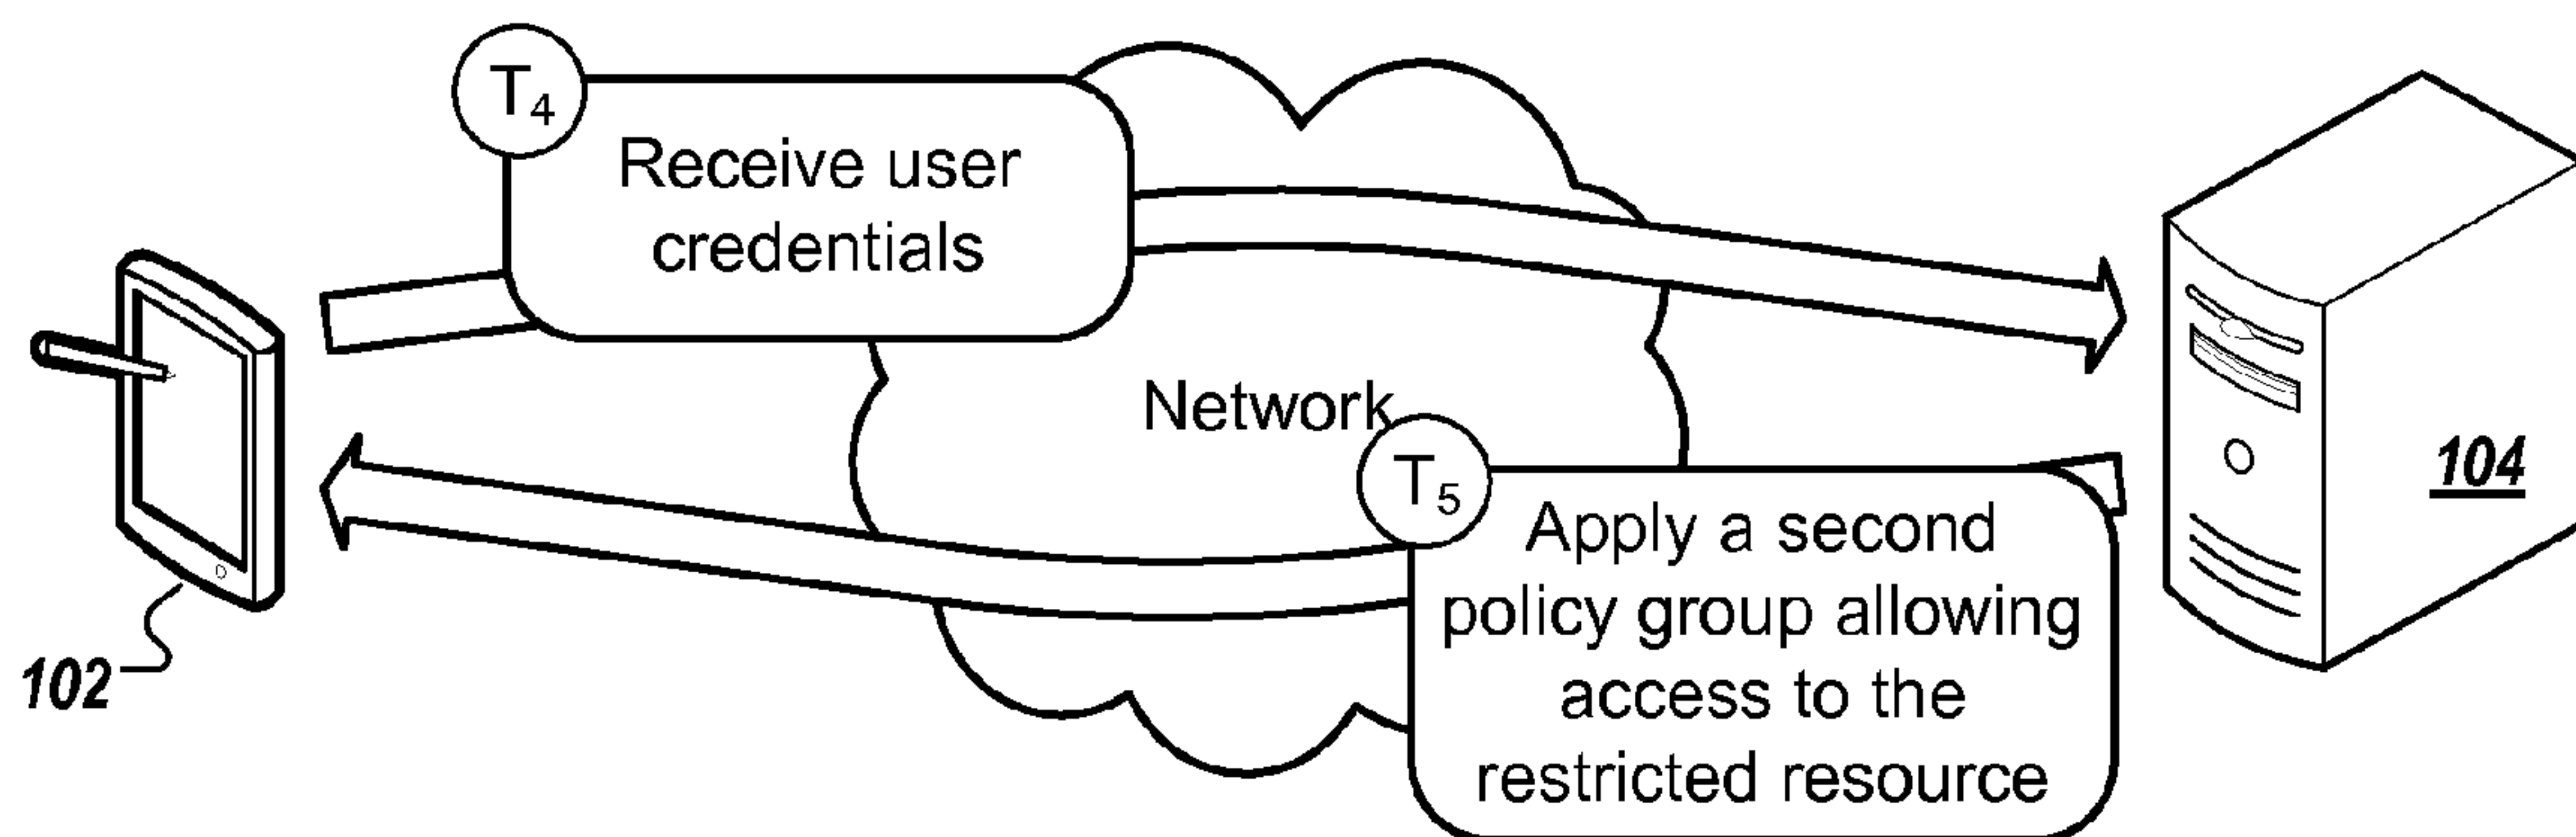 T4
Receive user
credentials
Network
T5
Apply a second
policy group allowing
access to the
restricted resource
104
102